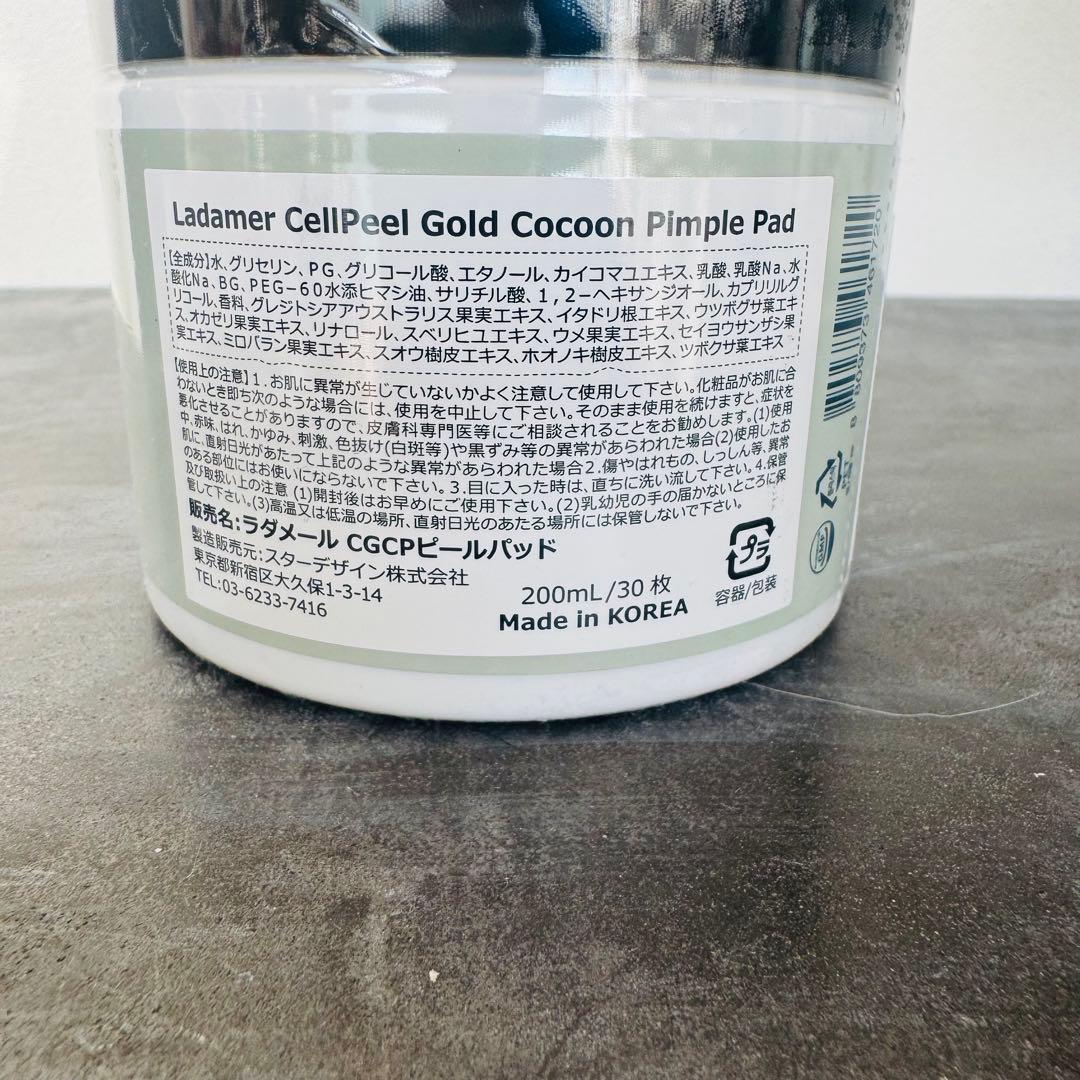 Ladamer CellPeel Gold Cocoon Pimple Pad
【全成分】水、グリセリン、PG、グリコール酸、エタノール、カイコマユエキス、乳酸、乳酸Na、水
酸化Na、BG、PEG-60水添ヒマシ油、サリチル酸、1,2-ヘキサンジオール、カプリリルグ
リコール、香料、グレジトシアアウストラリス果実エキス、イタドリ根エキス、ウツボグサ葉エキ
ス、オカゼリ果実エキス、リナロール、スベリヒユエキス、ウメ果実エキス、セイヨウサンザシ果
実エキス、ミロバラン果実エキス、スオウ樹皮エキス、ホオノキ樹皮エキス、ツボクサ葉エキス
【使用上の注意】1.お肌に異常が生じていないかよく注意して使用して下さい。化粧品がお肌に合
わないとき即ち次のような場合には、使用を中止して下さい。そのまま使用を続けますと、症状を
悪化させることがありますので、皮膚科専門医等にご相談されることをお勧めします。(1)使用
中、赤味、はれ、かゆみ、刺激、色抜け(白斑等)や黒ずみ等の異常があらわれた場合(2)使用したお
肌に、直射日光があたって上記のような異常があらわれた場合2.傷やはれもの、しっしん等、異常
のある部位にはお使いにならないで下さい。3.目に入った時は、直ちに洗い流して下さい。4.保管
及び取扱い上の注意 (1)開封後はお早めにご使用下さい。(2)乳幼児の手の届かないところに保
管して下さい。(3)高温又は低温の場所、直射日光のあたる場所には保管しないで下さい。
販売名:ラダメール CGCPピールパッド
製造販売元:スターデザイン株式会社
東京都新宿区大久保1-3-14
TEL:03-6233-7416
200mL/30 枚
Made in KOREA
プラ
容器/包装
CGMP